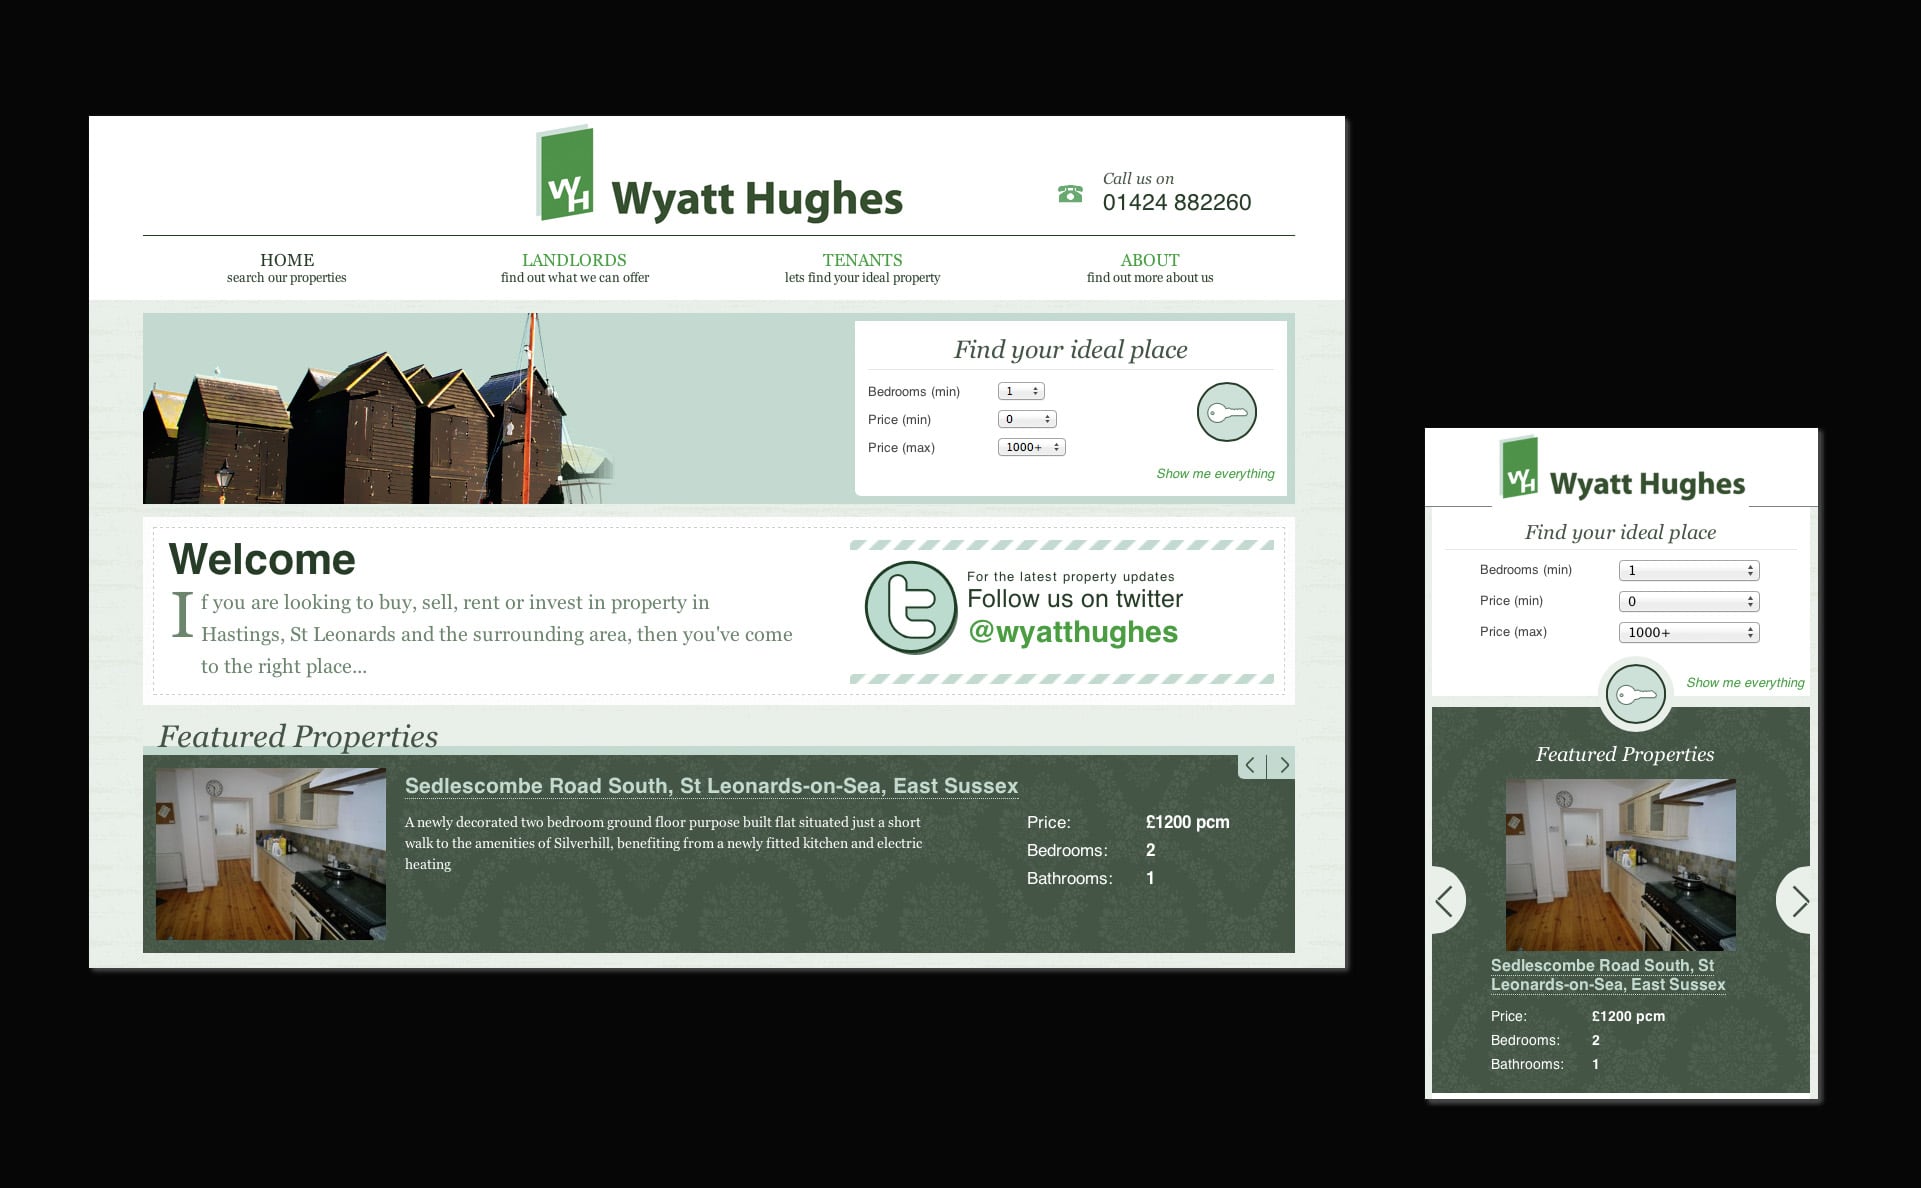 WH
Wyatt Hughes
Call us on
01424 882260
HOME
search our properties
LANDLORDS
find out what we can offer
TENANTS
lets find your ideal property
ABOUT
find out more about us
Find your ideal place
Bedrooms (min) 1
Price (min) 0
Price (max) 1000+
Show me everything
Welcome
If you are looking to buy, sell, rent or invest in property in
Hastings, St Leonards and the surrounding area, then you've come
to the right place...
For the latest property updates
Follow us on twitter
@wyatthughes
Featured Properties
Sedlescombe Road South, St Leonards-on-Sea, East Sussex
A newly decorated two bedroom ground floor purpose built flat situated just a short
walk to the amenities of Silverhill, benefiting from a newly fitted kitchen and electric
heating
Price: £1200 pcm
Bedrooms: 2
Bathrooms: 1
WH
Wyatt Hughes
Find your ideal place
Bedrooms (min) 1
Price (min) 0
Price (max) 1000+
Show me everything
Featured Properties
Sedlescombe Road South, St
Leonards-on-Sea, East Sussex
Price: £1200 pcm
Bedrooms: 2
Bathrooms: 1